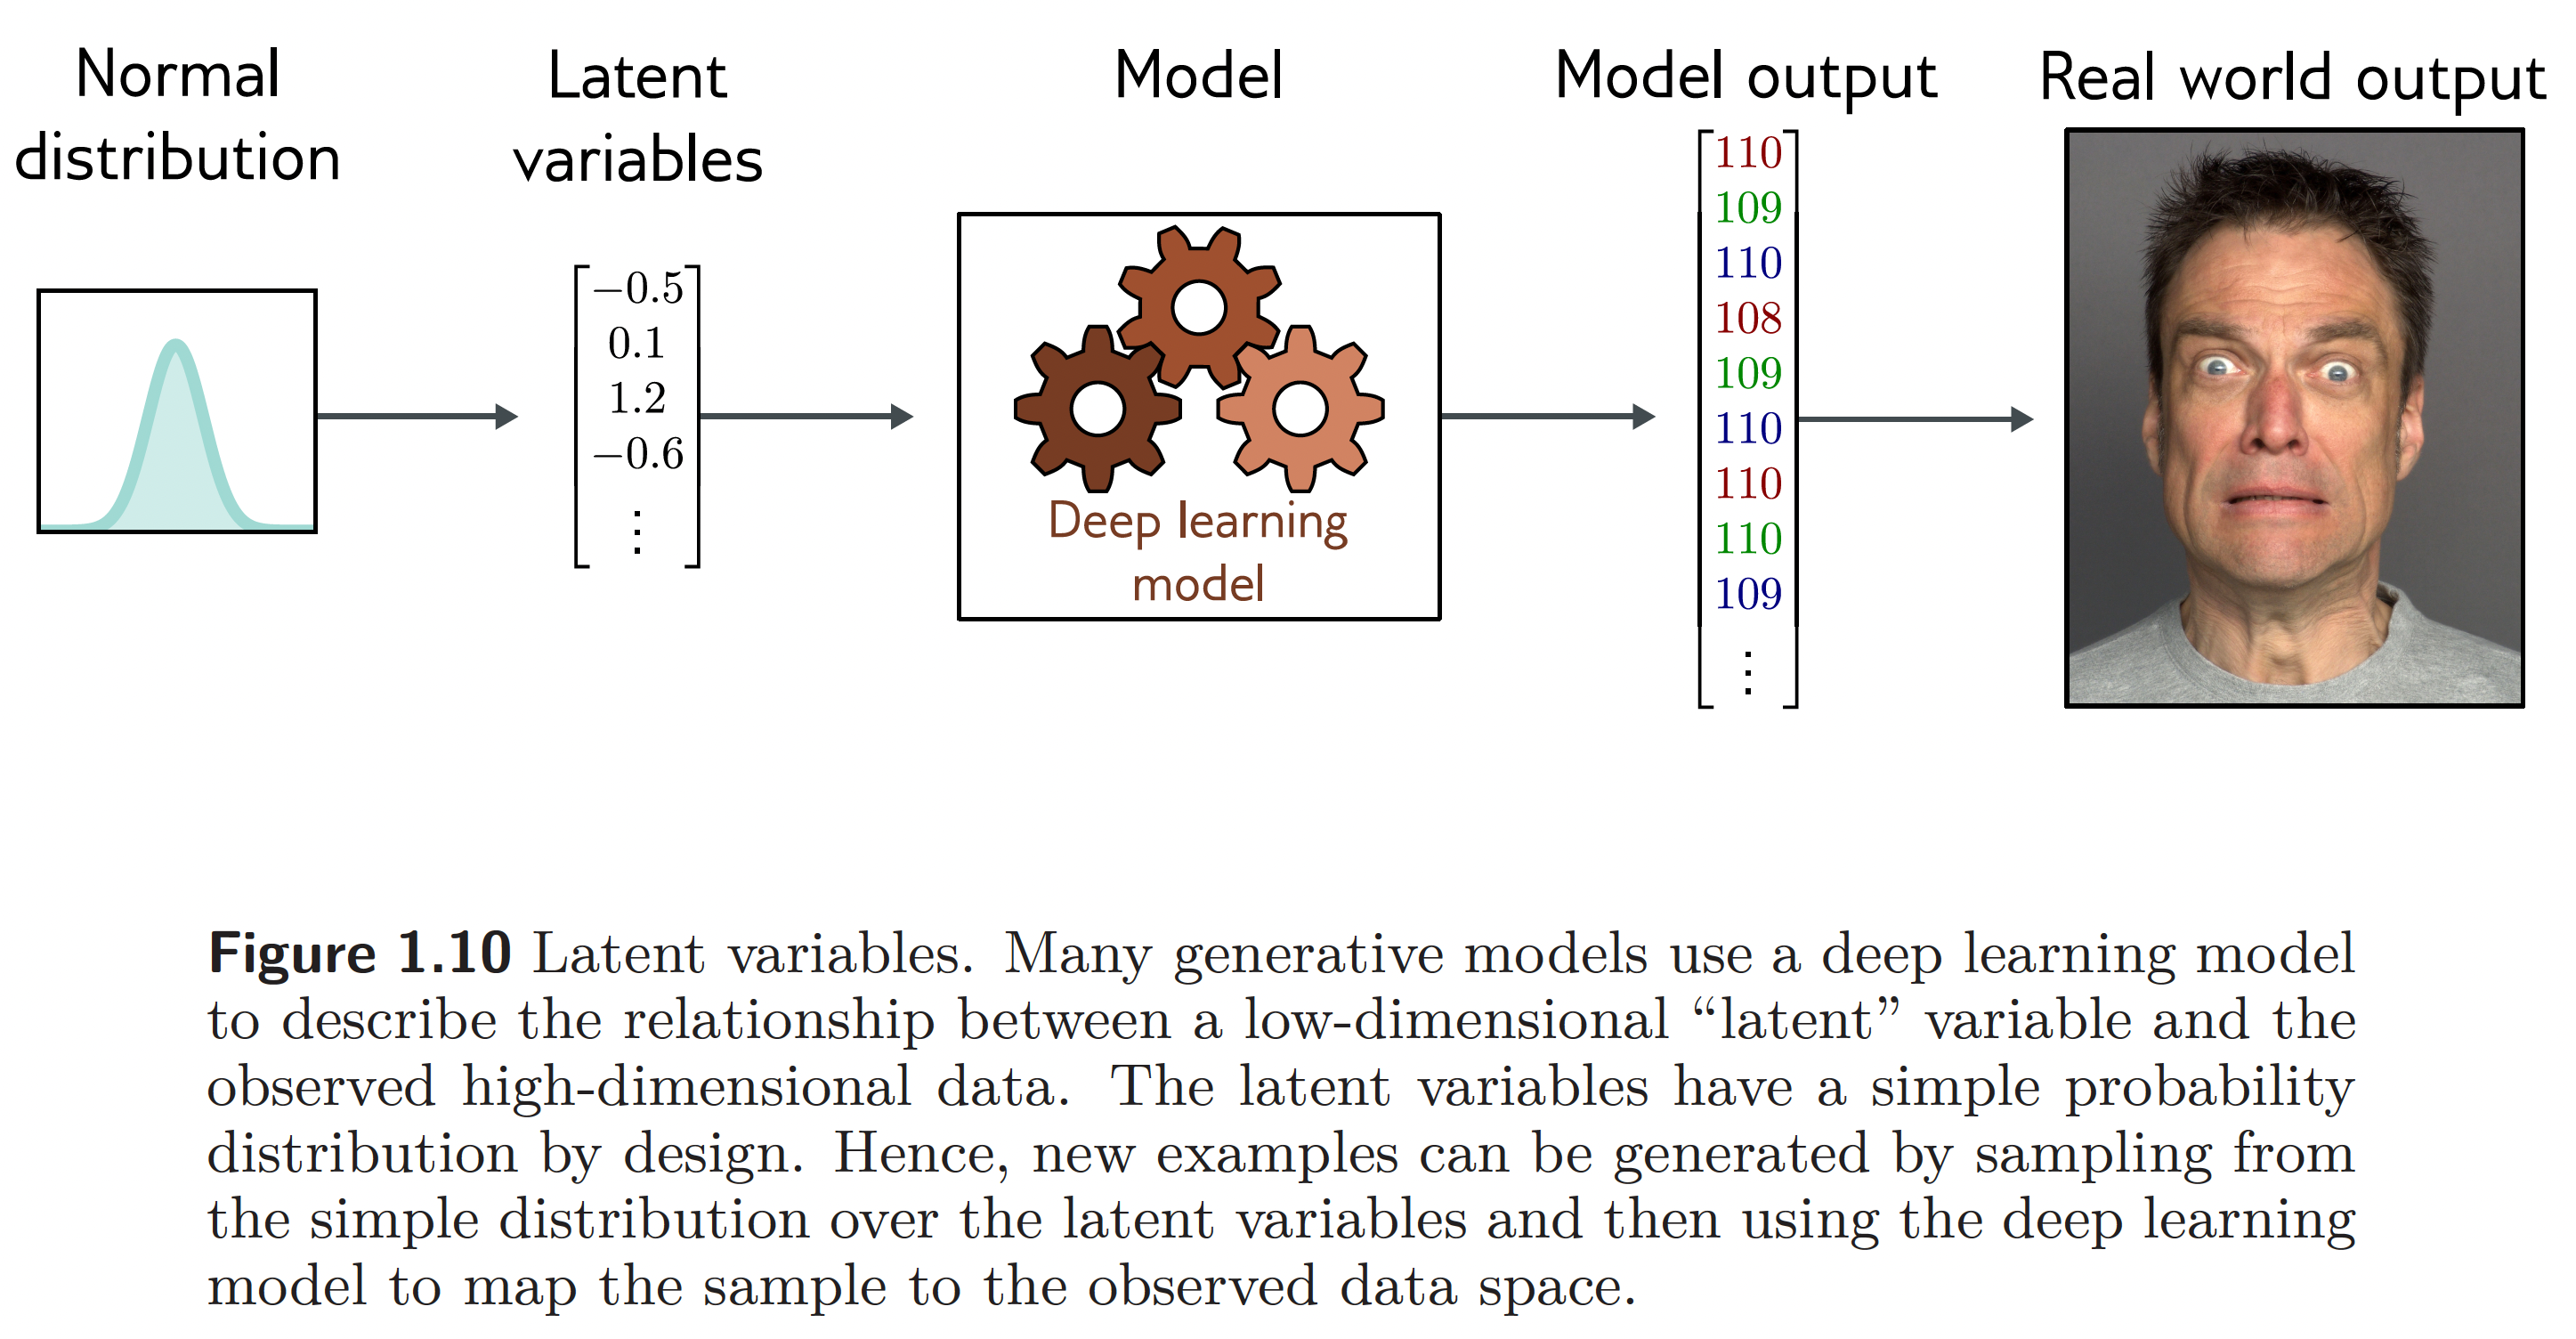 Normal
distribution
Latent
variables
Model
Model output
Real world output
−0.5
0.1
1.2
−0.6
⋮
Deep learning
model
110
109
110
108
109
110
110
110
109
⋮
Figure 1.10 Latent variables. Many generative models use a deep learning model
to describe the relationship between a low-dimensional “latent” variable and the
observed high-dimensional data. The latent variables have a simple probability
distribution by design. Hence, new examples can be generated by sampling from
the simple distribution over the latent variables and then using the deep learning
model to map the sample to the observed data space.